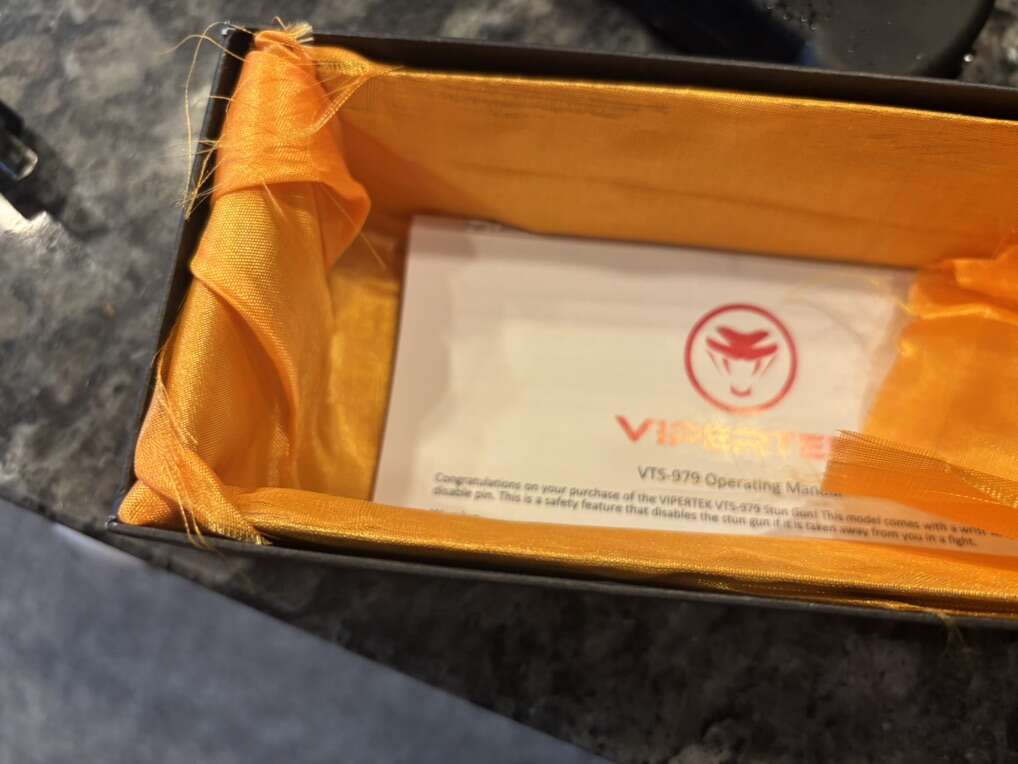 VIPERTE
VTS-979 Operating Manual
Congratulations on your purchase of the VIPERTEK VTS-979 Stun Gun! This model comes with a wrist
disable pin. This is a safety feature that disables the stun gun if it is taken away from you in a fight.